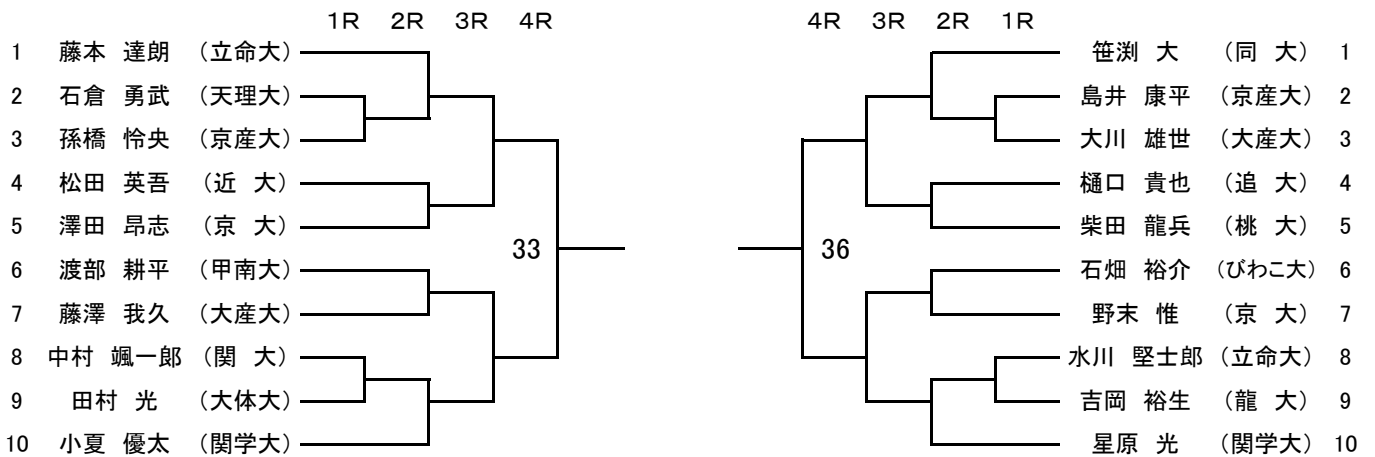 1R 2R 3R 4R 4R 3R 2R 1R
1 藤本 達朗 (立命大) 笹渕 大 (同 大) 1
2 石倉 勇武 (天理大) 島井 康平 (京産大) 2
3 孫橋 怜央 (京産大) 大川 雄世 (大産大) 3
4 松田 英吾 (近 大) 樋口 貴也 (追 大) 4
5 澤田 昂志 (京 大) 柴田 龍兵 (桃 大) 5
33 36
6 渡部 耕平 (甲南大) 石畑 裕介 (びわこ大) 6
7 藤澤 我久 (大産大) 野末 惟 (京 大) 7
8 中村 颯一郎 (関 大) 水川 堅士郎 (立命大) 8
9 田村 光 (大体大) 吉岡 裕生 (龍 大) 9
10 小夏 優太 (関学大) 星原 光 (関学大) 10